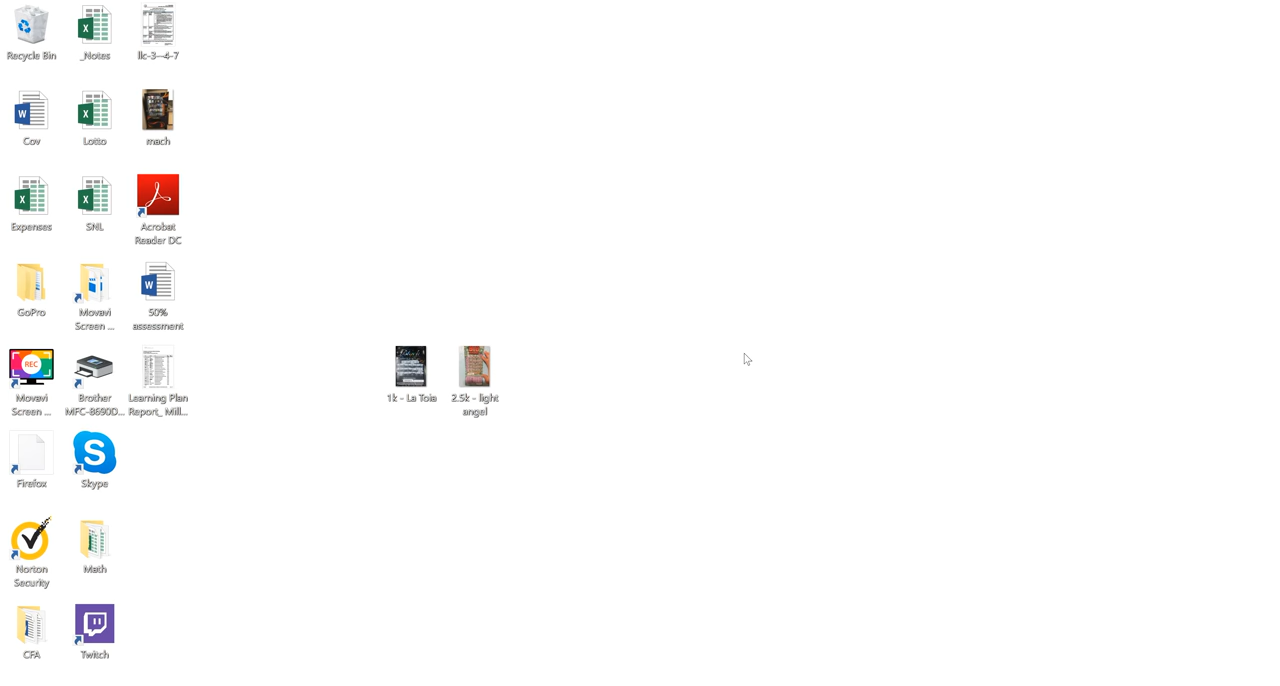 Recycle Bin
_Notes
llc-3--4-7
Cov
Lotto
mach
Expenses
SNL
Acrobat
Reader DC
GoPro
Movavi
Screen ...
50%
assessment
REC
Movavi
Screen ...
Brother
MFC-8690D...
Learning Plan
Report_ Mill...
1k - La Toia
2.5k - light
angel
Firefox
Skype
Norton
Security
Math
CFA
Twitch